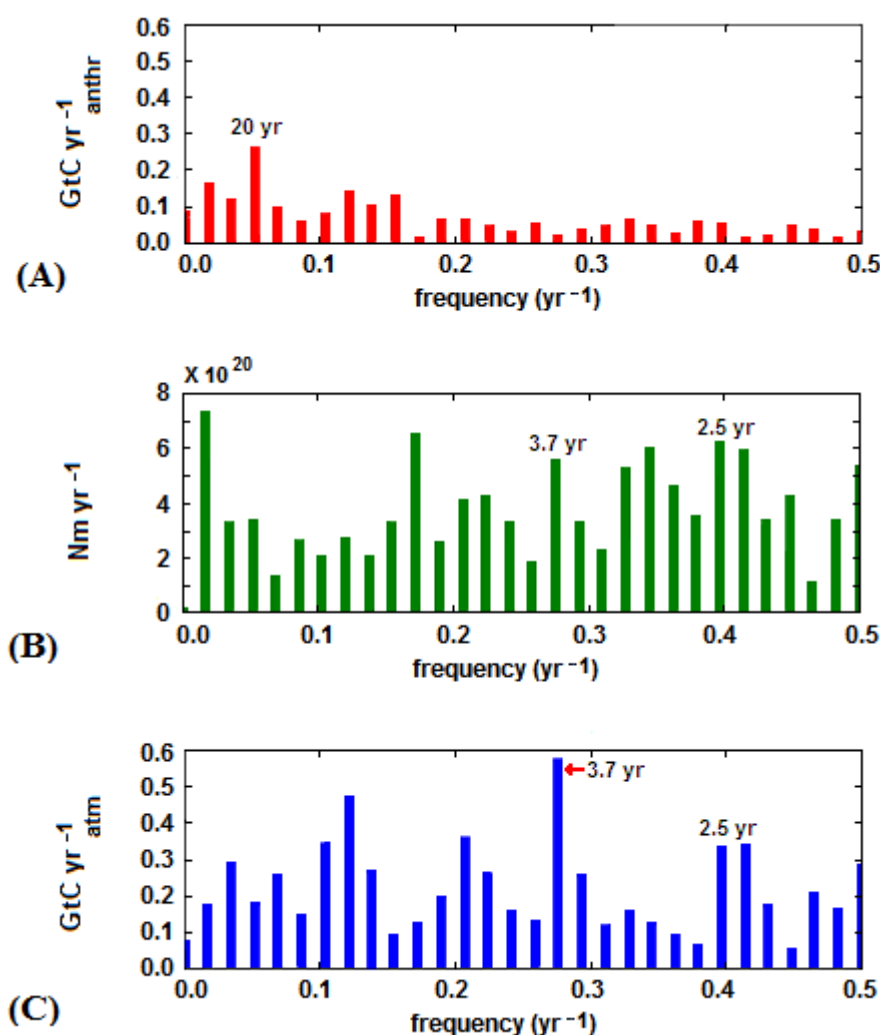 0.6
0.5
0.4
0.3
0.2
0.1
0.0
GtC yr⁻¹ anthr
20 yr
0.0 0.1 0.2 0.3 0.4 0.5
frequency (yr⁻¹)
(A)
X 10²⁰
8
6
4
2
0
Nm yr⁻¹
3.7 yr
2.5 yr
0.0 0.1 0.2 0.3 0.4 0.5
frequency (yr⁻¹)
(B)
0.6
0.5
0.4
0.3
0.2
0.1
0.0
GtC yr⁻¹ atm
3.7 yr
2.5 yr
0.0 0.1 0.2 0.3 0.4 0.5
frequency (yr⁻¹)
(C)